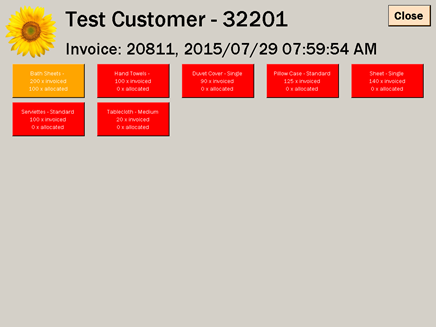 Test Customer - 32201
Close
Invoice: 20811, 2015/07/29 07:59:54 AM
Bath Sheets -
200 x invoiced
100 x allocated
Hand Towels -
100 x invoiced
0 x allocated
Duvet Cover - Single
90 x invoiced
0 x allocated
Pillow Case - Standard
125 x invoiced
0 x allocated
Sheet - Single
140 x invoiced
0 x allocated
Serviettes - Standard
100 x invoiced
0 x allocated
Tablecloth - Medium
20 x invoiced
0 x allocated